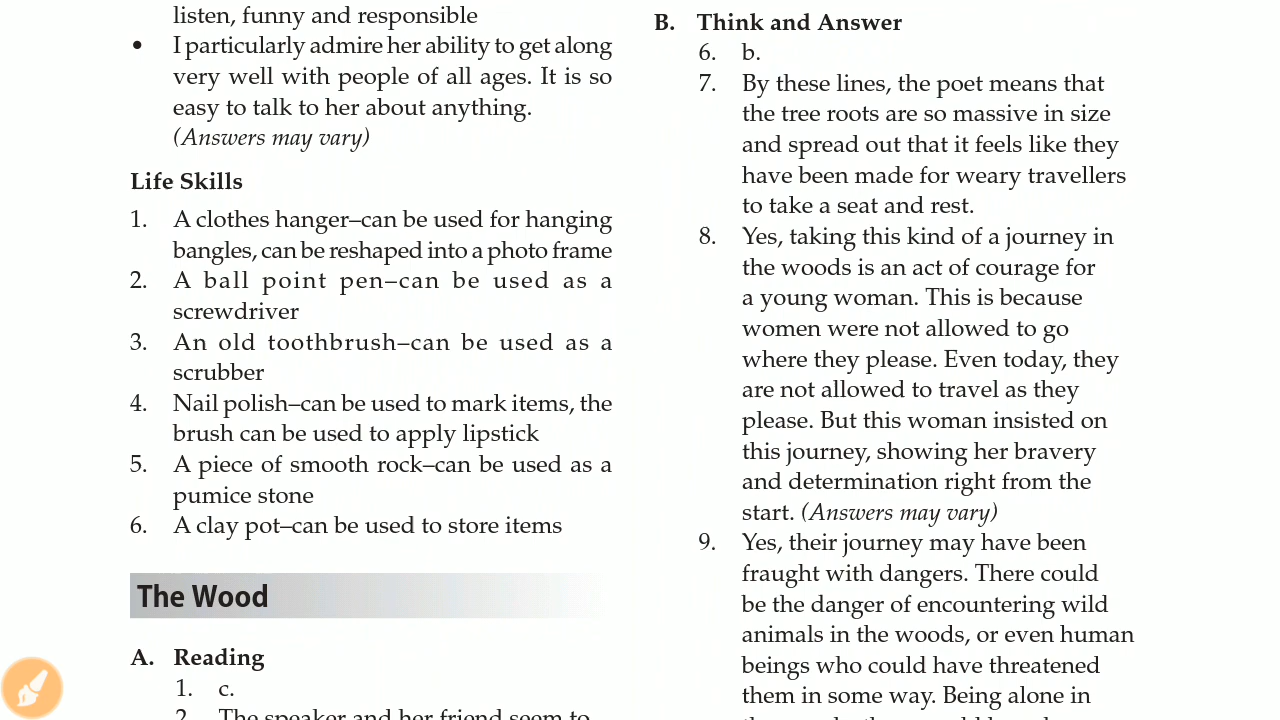 listen, funny and responsible
• I particularly admire her ability to get along
very well with people of all ages. It is so
easy to talk to her about anything.
(Answers may vary)
Life Skills
1. A clothes hanger–can be used for hanging
bangles, can be reshaped into a photo frame
2. A ball point pen–can be used as a
screwdriver
3. An old toothbrush–can be used as a
scrubber
4. Nail polish–can be used to mark items, the
brush can be used to apply lipstick
5. A piece of smooth rock–can be used as a
pumice stone
6. A clay pot–can be used to store items
The Wood
A. Reading
1. c.
2. The speaker and her friend seem to
B. Think and Answer
6. b.
7. By these lines, the poet means that
the tree roots are so massive in size
and spread out that it feels like they
have been made for weary travellers
to take a seat and rest.
8. Yes, taking this kind of a journey in
the woods is an act of courage for
a young woman. This is because
women were not allowed to go
where they please. Even today, they
are not allowed to travel as they
please. But this woman insisted on
this journey, showing her bravery
and determination right from the
start. (Answers may vary)
9. Yes, their journey may have been
fraught with dangers. There could
be the danger of encountering wild
animals in the woods, or even human
beings who could have threatened
them in some way. Being alone in